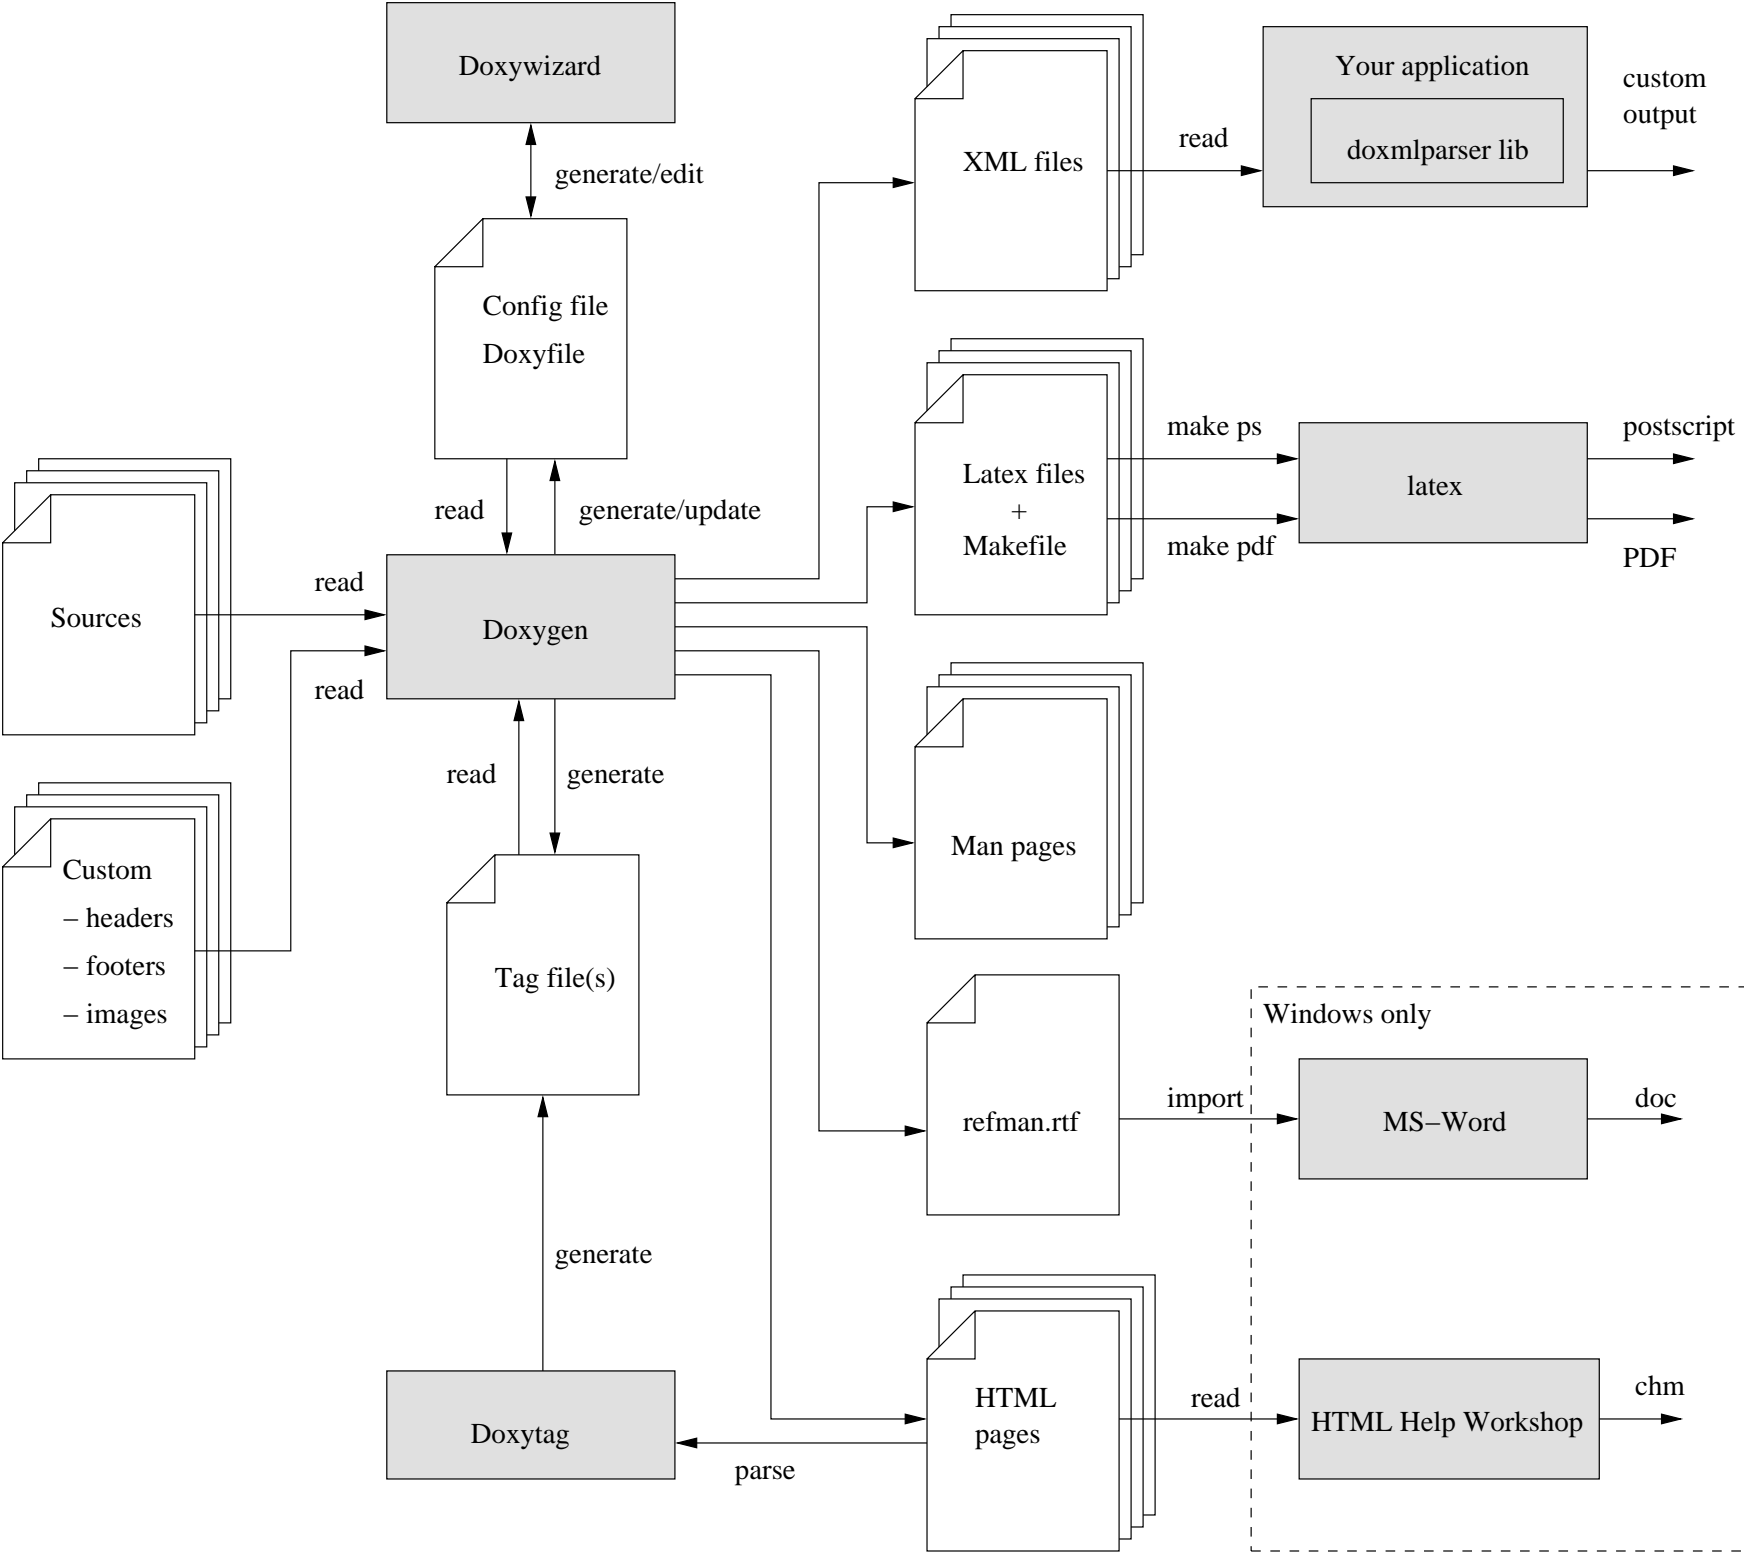 Doxywizard
generate/edit
Config file
Doxyfile
read
generate/update
Sources
read
Doxygen
read
Custom
– headers
– footers
– images
read
generate
Tag file(s)
generate
Doxytag
parse
XML files
read
Your application
doxmlparser lib
custom
output
Latex files
+
Makefile
make ps
make pdf
latex
postscript
PDF
Man pages
refman.rtf
import
Windows only
MS–Word
doc
HTML
pages
read
HTML Help Workshop
chm